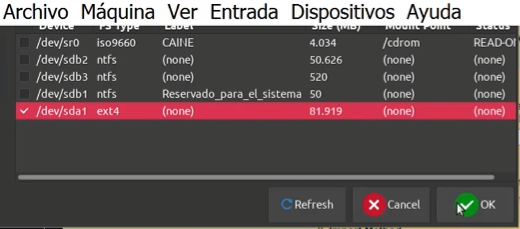 Archivo Máquina Ver Entrada Dispositivos Ayuda
Device FS Type Label Size (MB) Mount Point Status
/dev/sr0 iso9660 CAINE 4.034 /cdrom READ-ON
/dev/sdb2 ntfs (none) 50.626 (none) (none)
/dev/sdb3 ntfs (none) 520 (none) (none)
/dev/sdb1 ntfs Reservado_para_el_sistema 50 (none) (none)
/dev/sda1 ext4 (none) 81.919 (none) (none)
Refresh Cancel OK